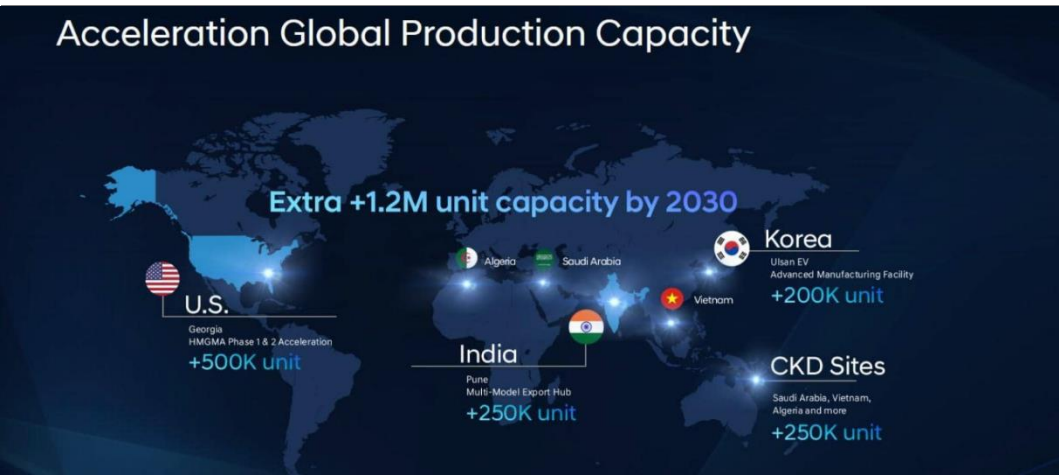 Acceleration Global Production Capacity
Extra +1.2M unit capacity by 2030
Algeria
Saudi Arabia
Korea
Ulsan EV
Advanced Manufacturing Facility
+200K unit
Vietnam
U.S.
Georgia
HMGMA Phase 1 & 2 Acceleration
+500K unit
India
Pune
Multi-Model Export Hub
+250K unit
CKD Sites
Saudi Arabia, Vietnam,
Algeria and more
+250K unit